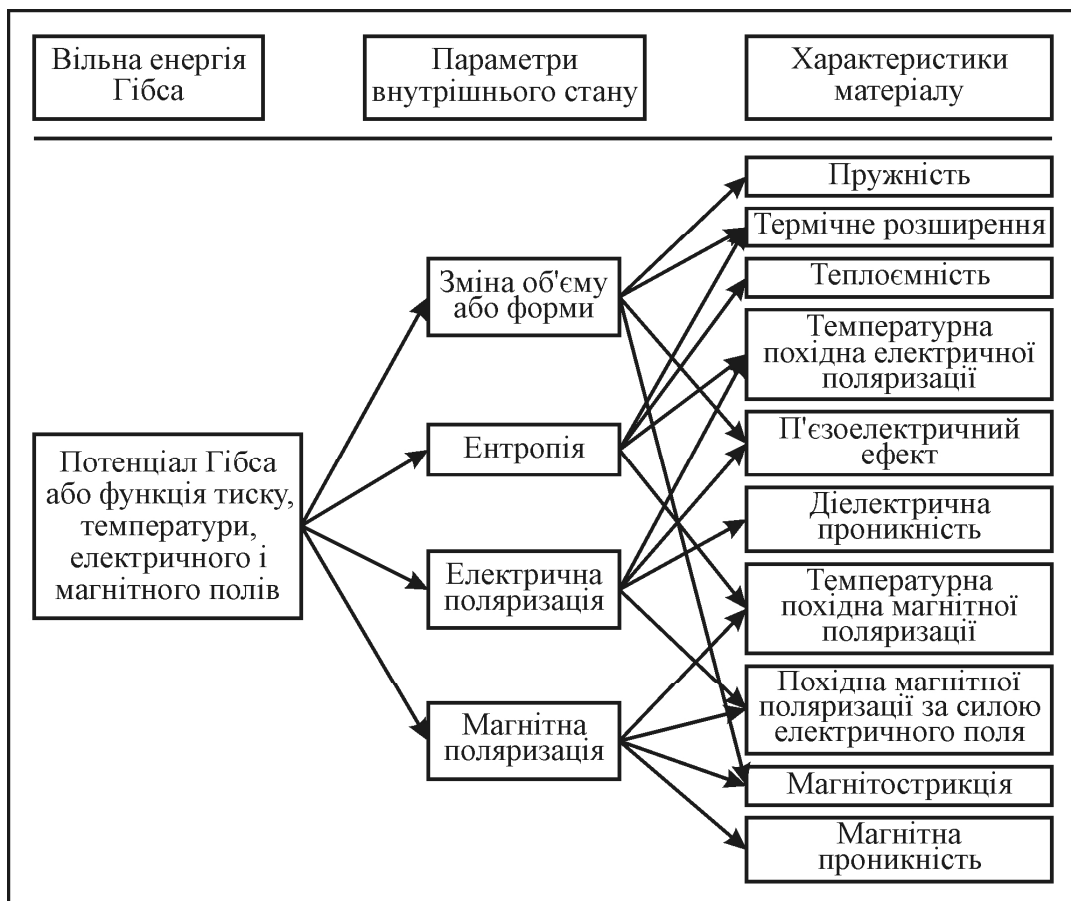 Вільна енергія
Гібса
Параметри
внутрішнього стану
Характеристики
матеріалу
Потенціал Гібса
або функція тиску,
температури,
електричного і
магнітного полів
Зміна об'єму
або форми
Ентропія
Електрична
поляризація
Магнітна
поляризація
Пружність
Термічне розширення
Теплоємність
Температурна
похідна електричної
поляризації
П'єзоелектричний
ефект
Діелектрична
проникність
Температурна
похідна магнітної
поляризації
Похідна магнітної
поляризації за силою
електричного поля
Магнітострикція
Магнітна
проникність